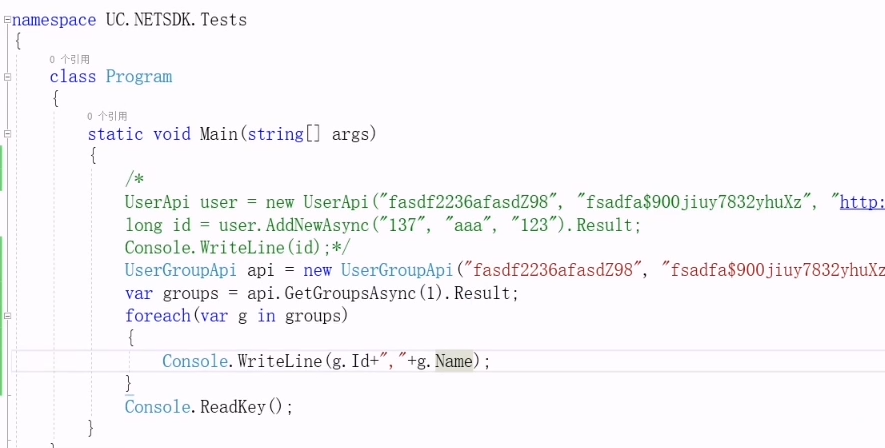 namespace UC.NETSDK.Tests
{
0 个引用
class Program
{
0 个引用
static void Main(string[] args)
{
/*
UserApi user = new UserApi("fasdf2236afasdZ98", "fsadfa$900jiuy7832yhuXz", "http:
long id = user.AddNewAsync("137", "aaa", "123").Result;
Console.WriteLine(id);*/
UserGroupApi api = new UserGroupApi("fasdf2236afasdZ98", "fsadfa$900jiuy7832yhuXz
var groups = api.GetGroupsAsync(1).Result;
foreach(var g in groups)
{
Console.WriteLine(g.Id+","+g.Name);
}
Console.ReadKey();
}
}